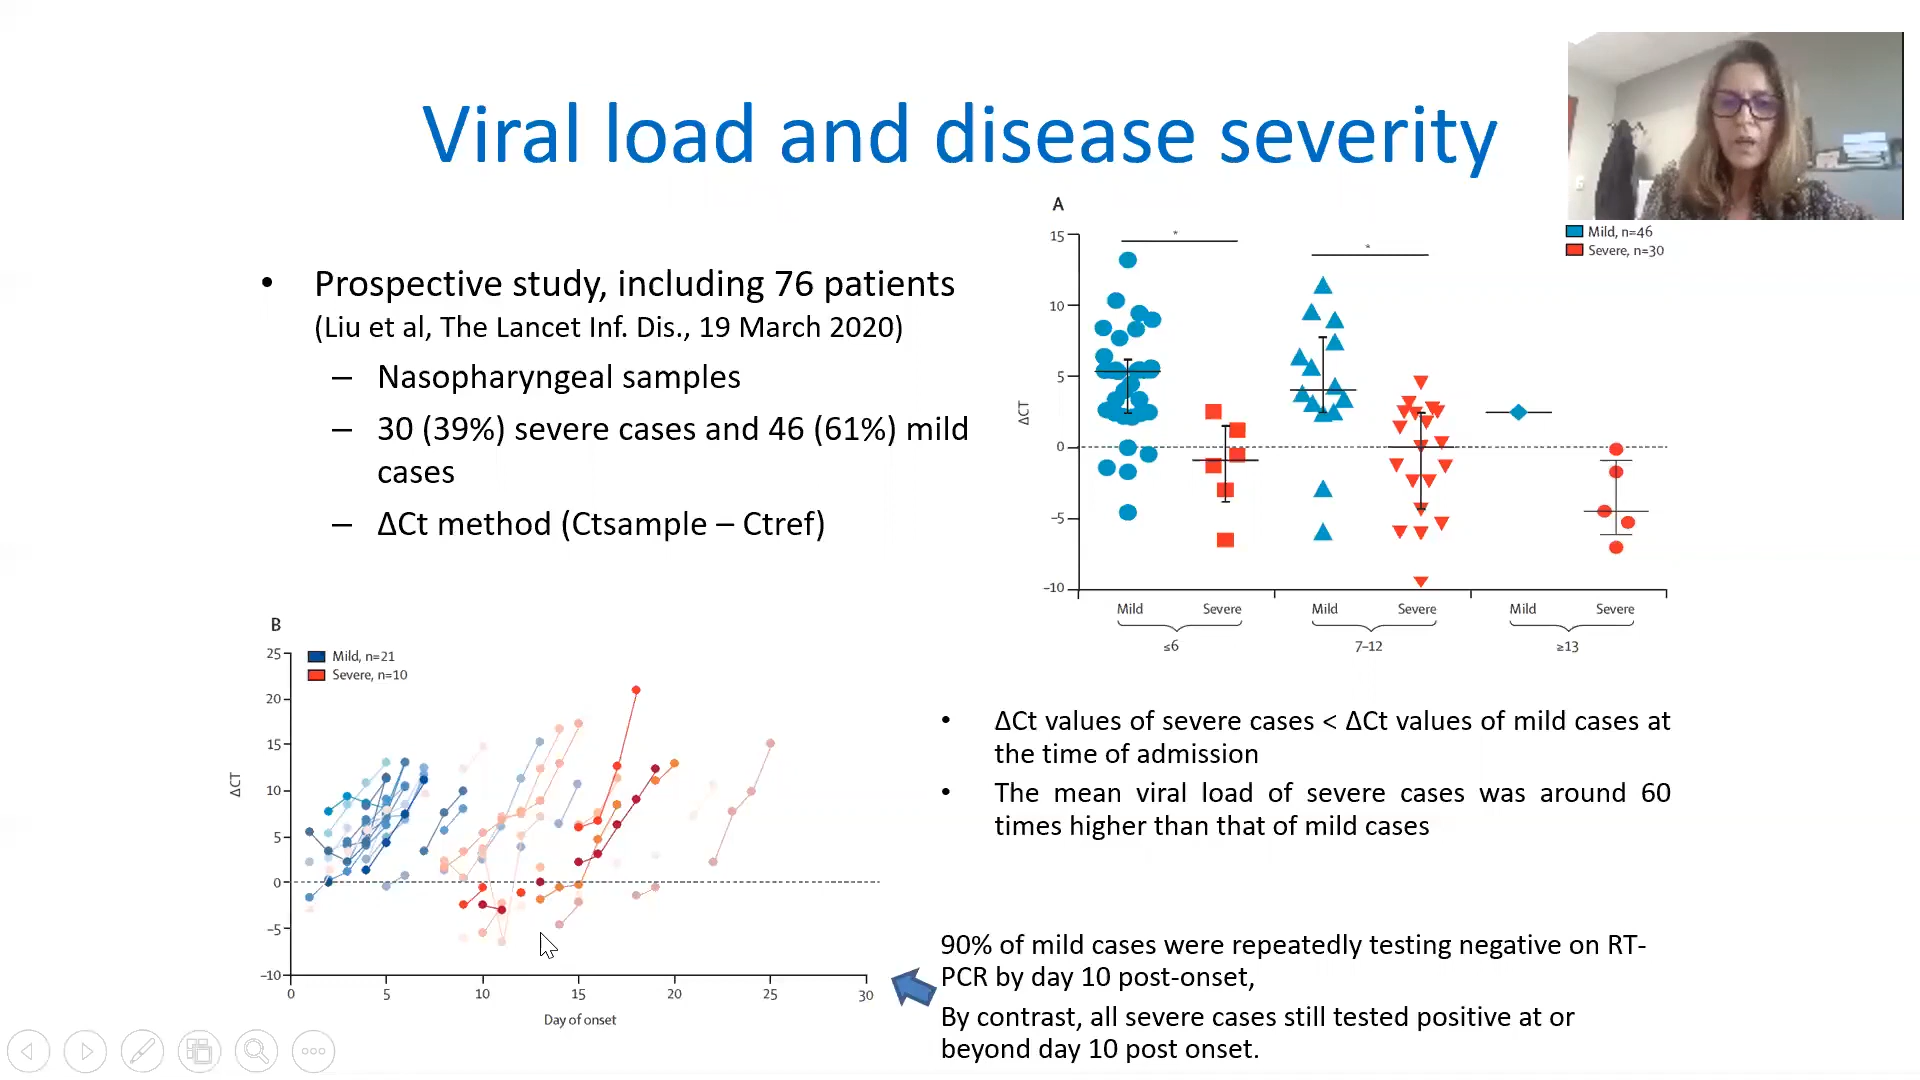 Viral load and disease severity
• Prospective study, including 76 patients
(Liu et al, The Lancet Inf. Dis., 19 March 2020)
– Nasopharyngeal samples
– 30 (39%) severe cases and 46 (61%) mild
cases
– ΔCt method (Ctsample – Ctref)
A
Mild, n=46
Severe, n=30
*
*
15
10
5
0
–5
–10
ΔCT
Mild Severe Mild Severe Mild Severe
≤6 7–12 ≥13
B
Mild, n=21
Severe, n=10
25
20
15
10
5
0
–5
–10
ΔCT
0 5 10 15 20 25 30
Day of onset
• ΔCt values of severe cases < ΔCt values of mild cases at
the time of admission
• The mean viral load of severe cases was around 60
times higher than that of mild cases
90% of mild cases were repeatedly testing negative on RT-
PCR by day 10 post-onset,
By contrast, all severe cases still tested positive at or
beyond day 10 post onset.